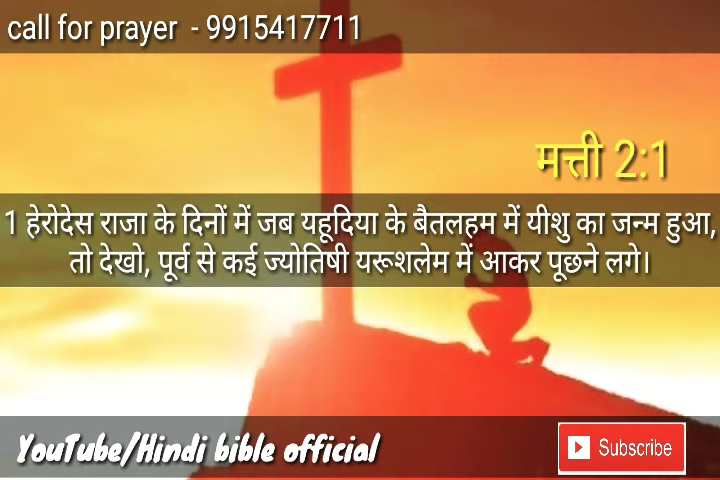 call for prayer - 9915417711
मत्ती 2:1
1 हेरोदेस राजा के दिनों में जब यहूदिया के बैतलहम में यीशु का जन्म हुआ,
तो देखो, पूर्व से कई ज्योतिषी यरूशलेम में आकर पूछने लगे।
YouTube/Hindi bible official
Subscribe